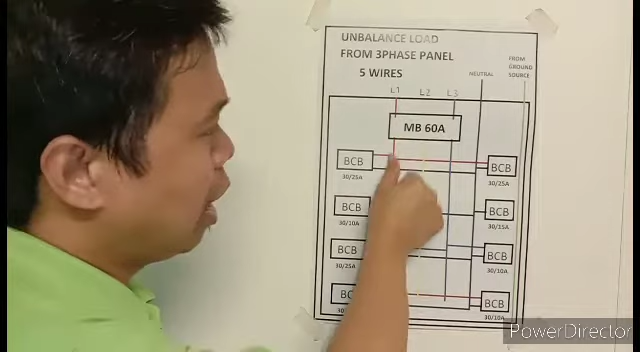 UNBALANCE LOAD
FROM 3PHASE PANEL
5 WIRES
FROM
GROUND
SOURCE
NEUTRAL
L1 L2 L3
MB 60A
BCB
30/25A
BCB
30/25A
BCB
30/10A
BCB
30/15A
BCB
30/25A
BCB
30/10A
BCB
30/10A
PowerDirector